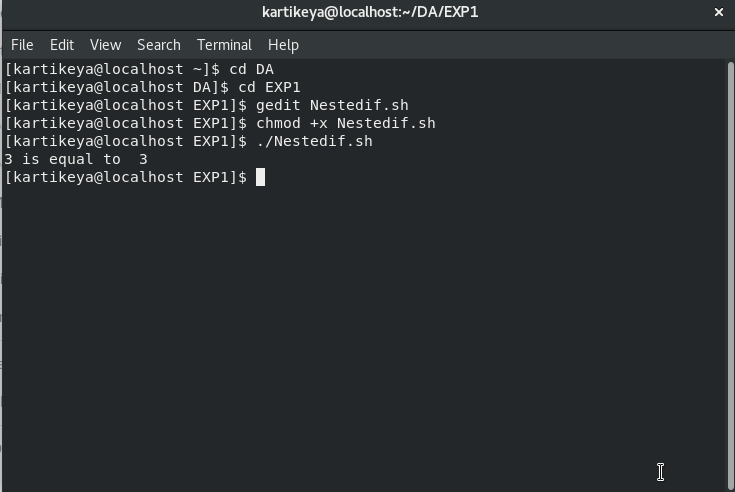 kartikeya@localhost:~/DA/EXP1
File Edit View Search Terminal Help
[kartikeya@localhost ~]$ cd DA
[kartikeya@localhost DA]$ cd EXP1
[kartikeya@localhost EXP1]$ gedit Nestedif.sh
[kartikeya@localhost EXP1]$ chmod +x Nestedif.sh
[kartikeya@localhost EXP1]$ ./Nestedif.sh
3 is equal to  3
[kartikeya@localhost EXP1]$